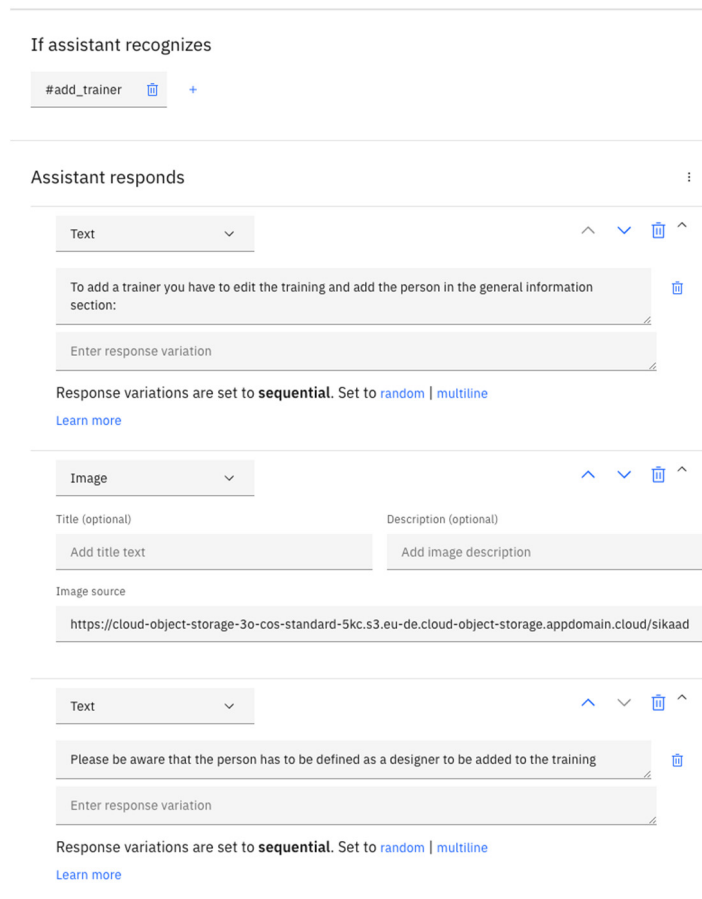 If assistant recognizes
#add_trainer +
Assistant responds
Text
To add a trainer you have to edit the training and add the person in the general information
section:
Enter response variation
Response variations are set to sequential. Set to random | multiline
Learn more
Image
Title (optional) Description (optional)
Add title text Add image description
Image source
https://cloud-object-storage-3o-cos-standard-5kc.s3.eu-de.cloud-object-storage.appdomain.cloud/sikaad
Text
Please be aware that the person has to be defined as a designer to be added to the training
Enter response variation
Response variations are set to sequential. Set to random | multiline
Learn more